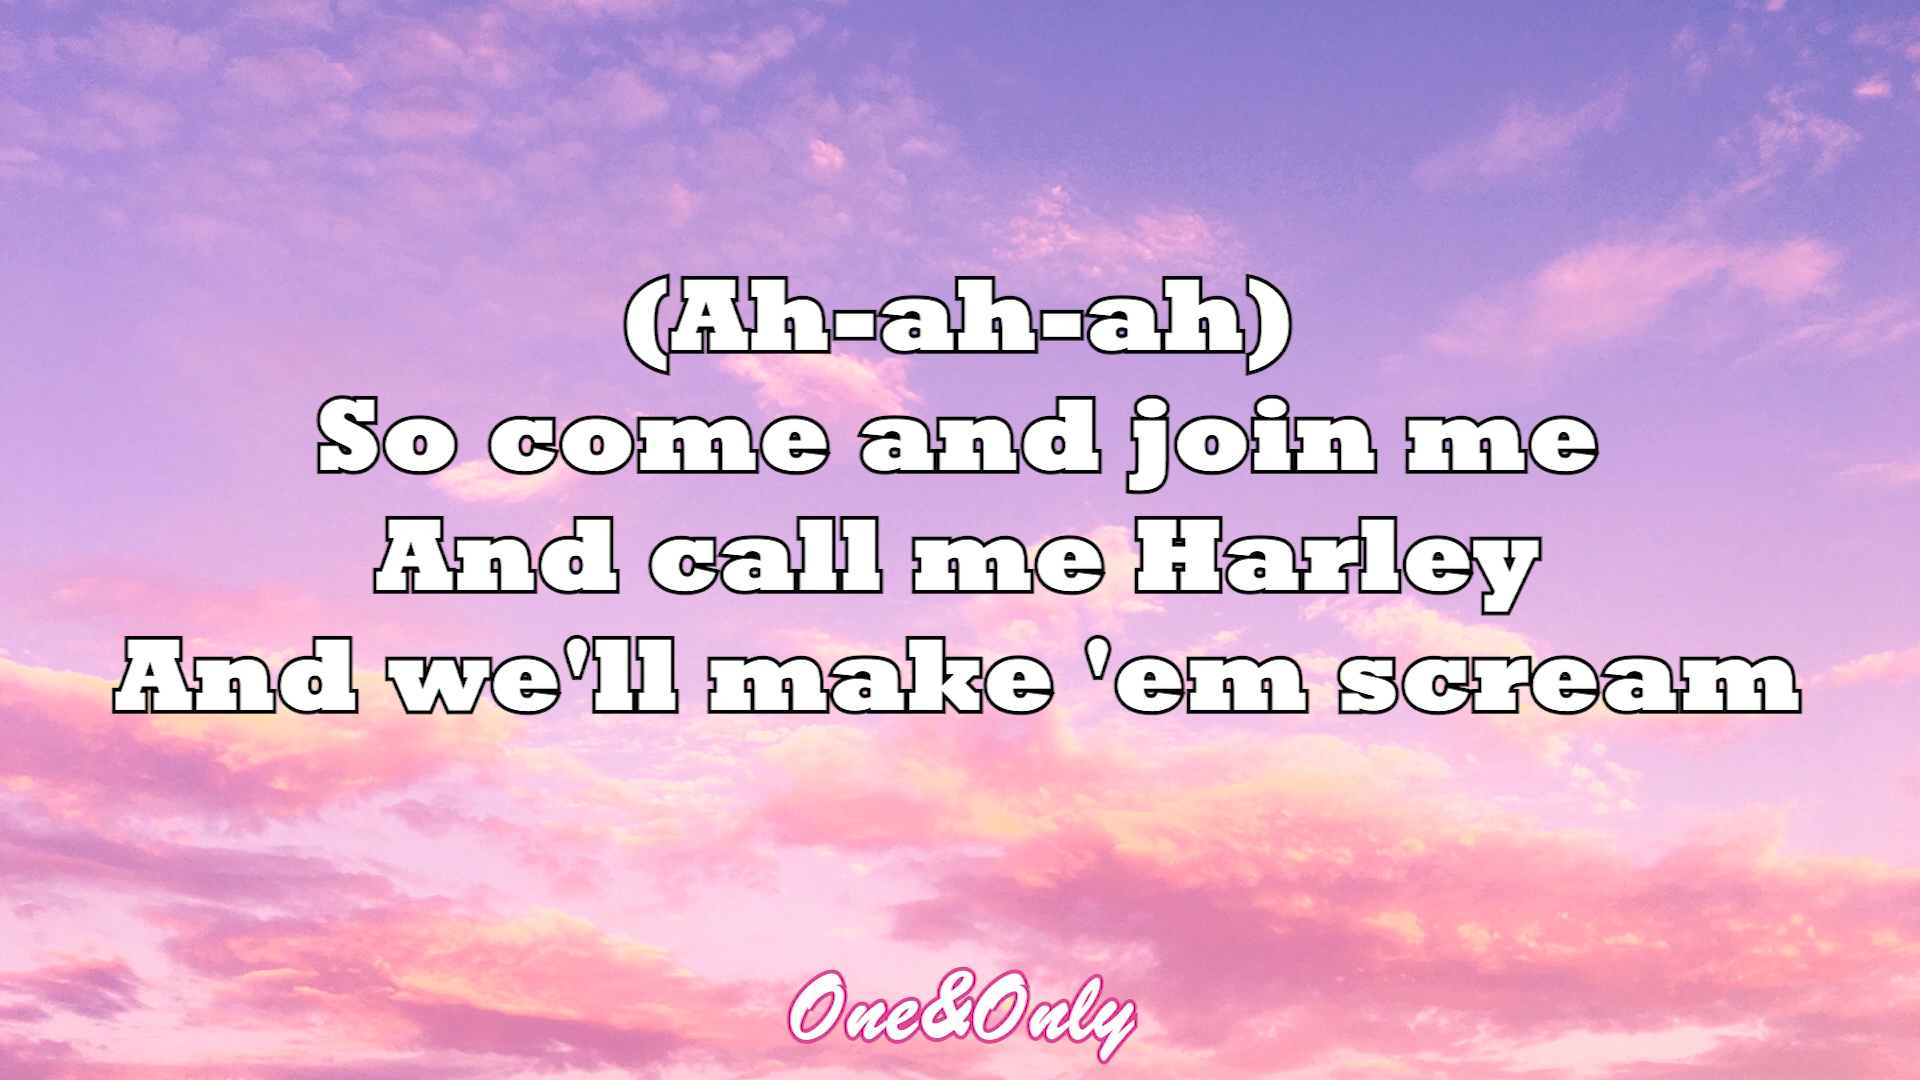 (Ah-ah-ah)
So come and join me
And call me Harley
And we'll make 'em scream
One&Only